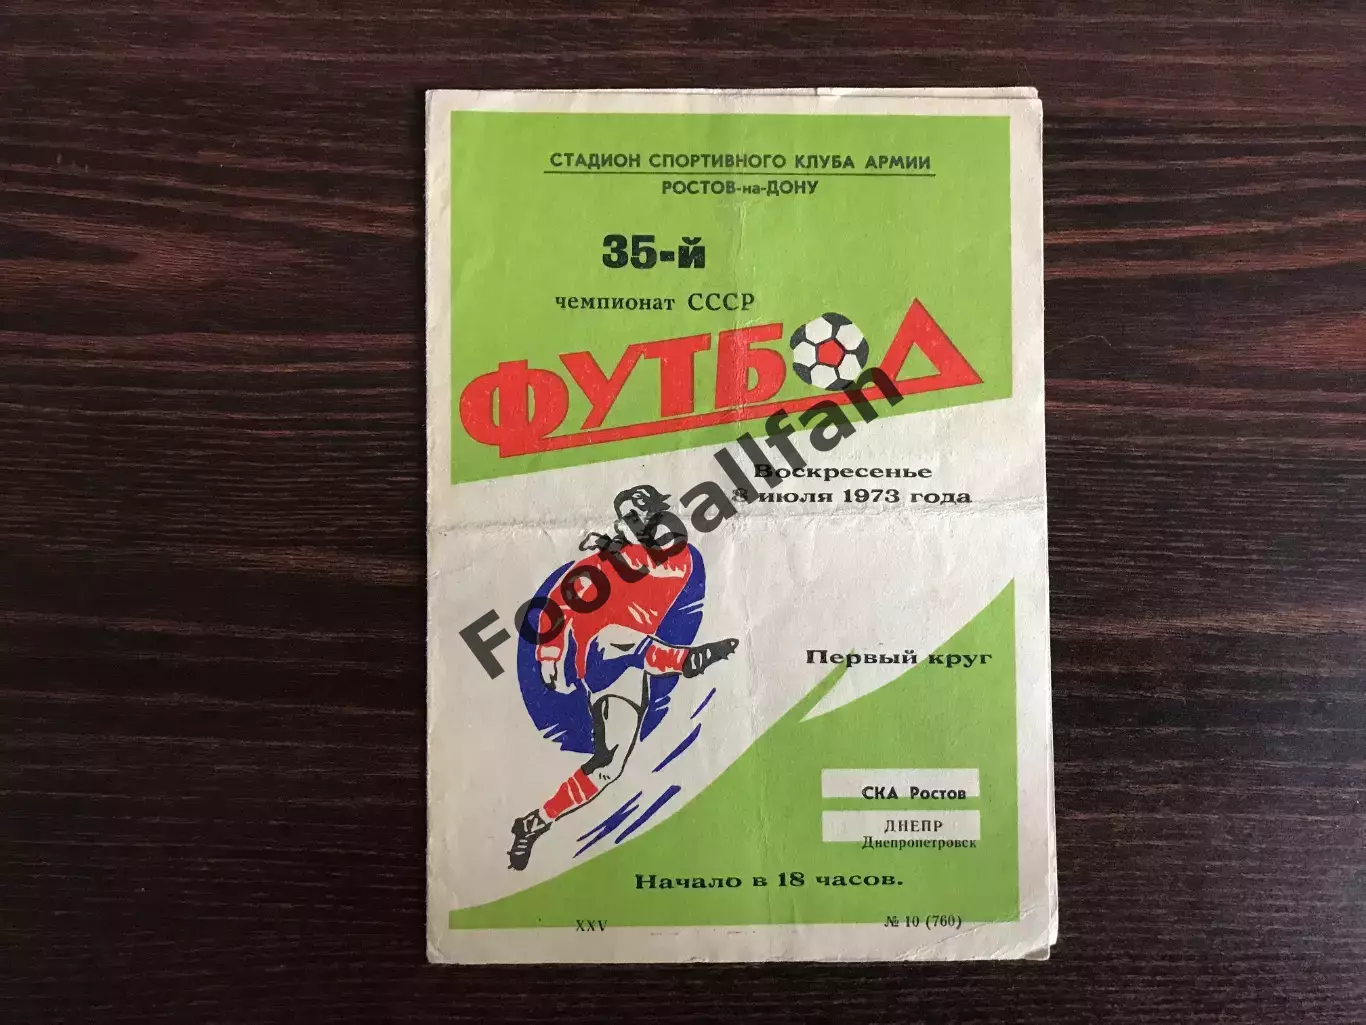 СТАДИОН СПОРТИВНОГО КЛУБА АРМИИ
РОСТОВ-на-ДОНУ
35-й
чемпионат СССР
ФУТБОЛ
Воскресенье
8 июля 1973 года
Footballfan
Первый круг
СКА Ростов
ДНЕПР
Днепропетровск
Начало в 18 часов.
XXV
№ 10 (760)